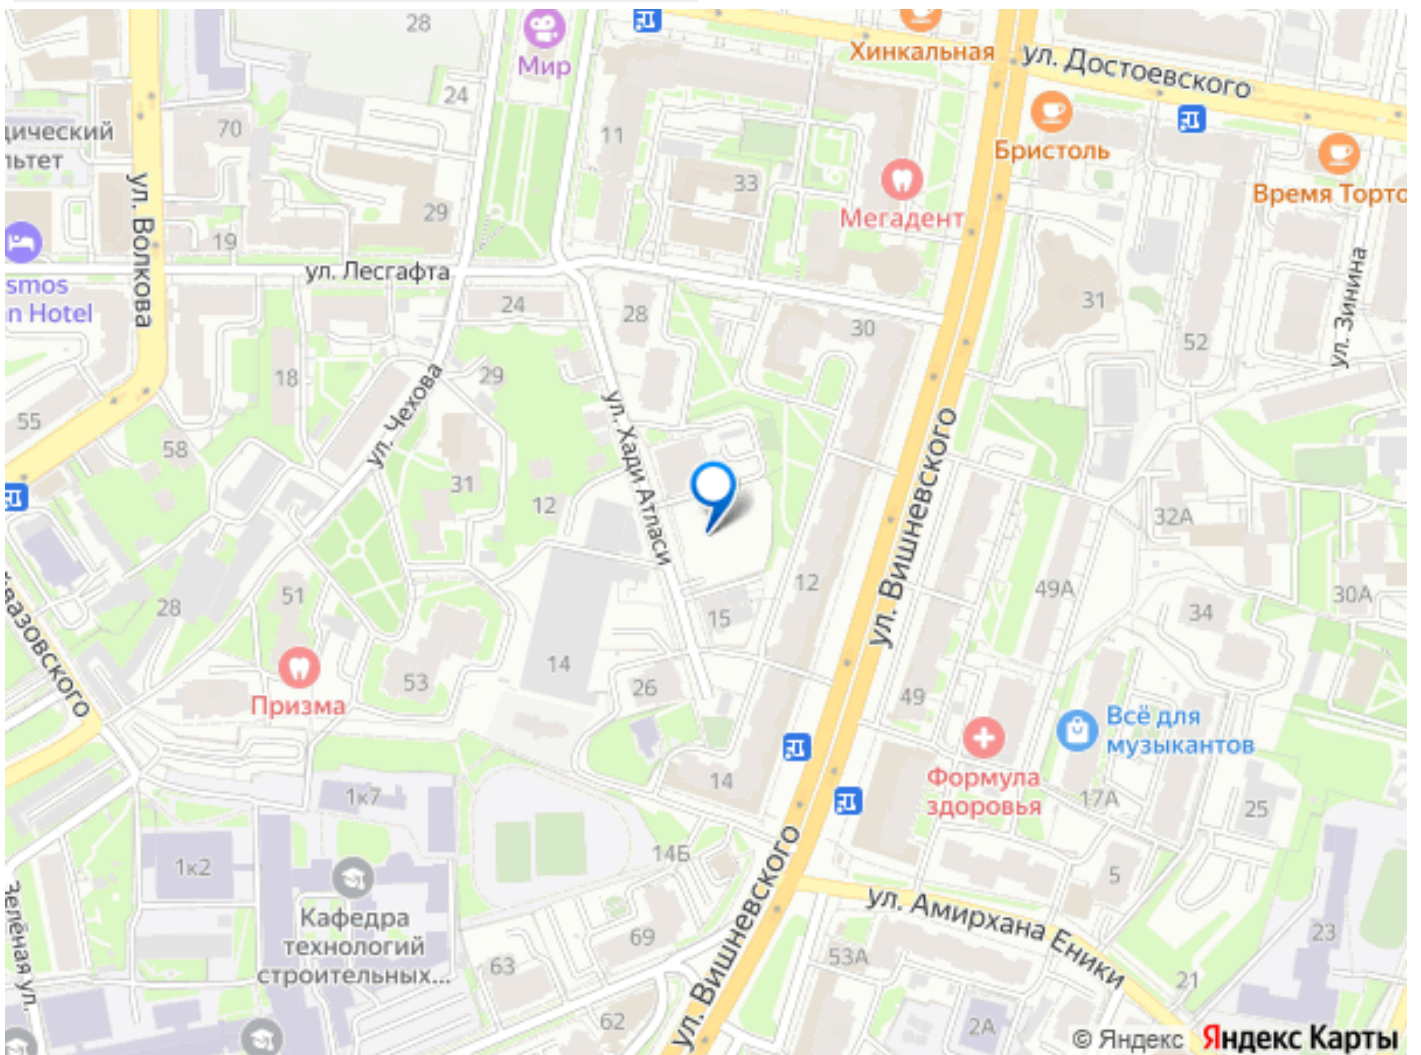 28
Мир
Хинкальная
ул. Достоевского
24
70
11
Бристоль
Время Торто
33
Мегадент
29
19
ул. Волкова
ул. Лесгафта
smos
n Hotel
24
28
30
31
52
ул. Зинина
18
29
ул. Чехова
55
58
ул. Хади Атласи
ул. Вишневского
31
12
32А
12
49А
30А
28
51
15
34
14
53
26
49
Призма
Всё для
музыкантов
Формула
здоровья
14
17А
25
1к7
14Б
1к2
5
ул. Вишневского
ул. Амирхана Еники
Зелёная ул.
Кафедра
технологий
строительных...
69
63
53А
23
21
62
2А
© Яндекс Яндекс Карты